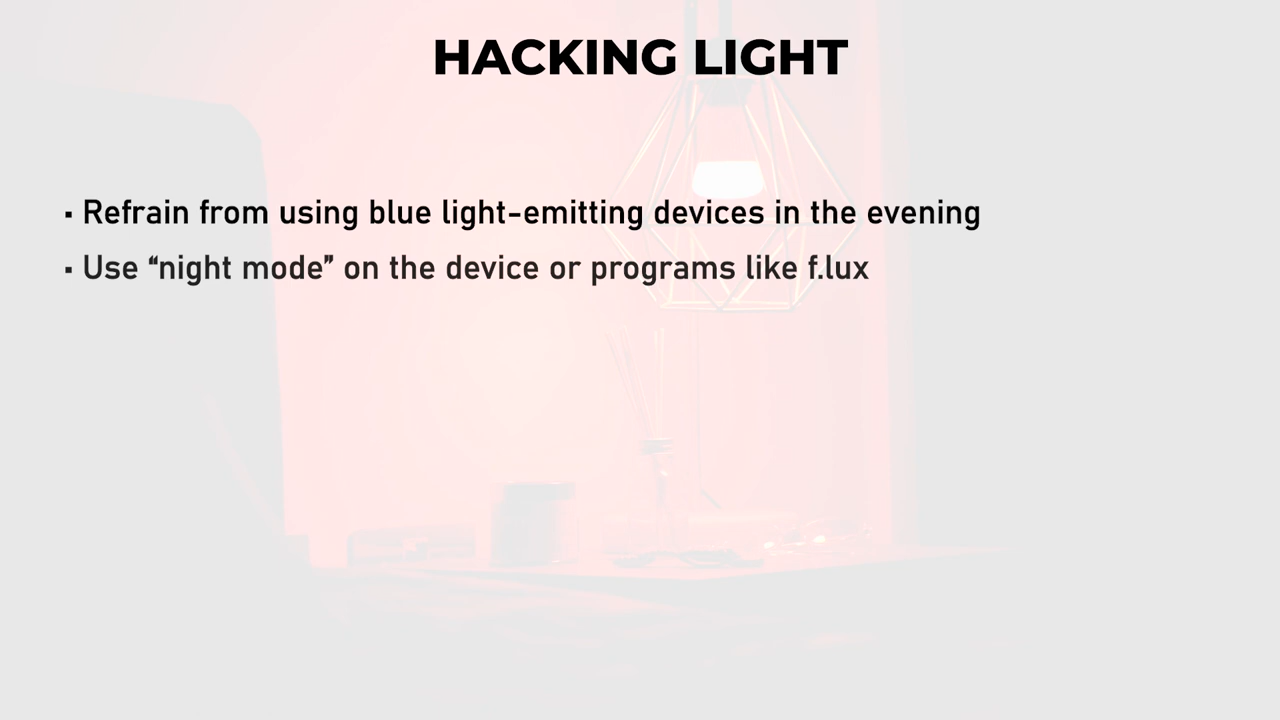 HACKING LIGHT
▪ Refrain from using blue light-emitting devices in the evening
▪ Use “night mode” on the device or programs like f.lux